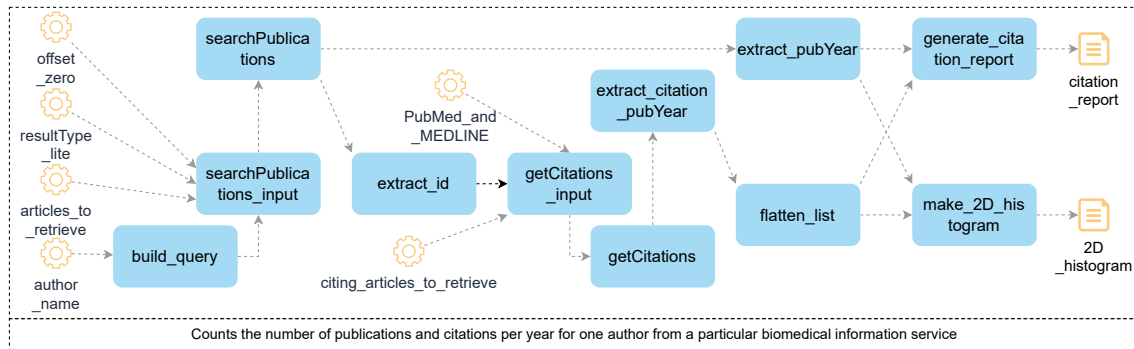 offset
_zero
resultType
_lite
articles_to
_retrieve
author
_name
build_query
searchPublica
tions_input
searchPublica
tions
extract_id
PubMed_and
_MEDLINE
citing_articles_to_retrieve
getCitations
_input
getCitations
extract_citation
_pubYear
extract_pubYear
flatten_list
generate_cita
tion_report
make_2D_his
togram
citation
_report
2D
_histogram
Counts the number of publications and citations per year for one author from a particular biomedical information service